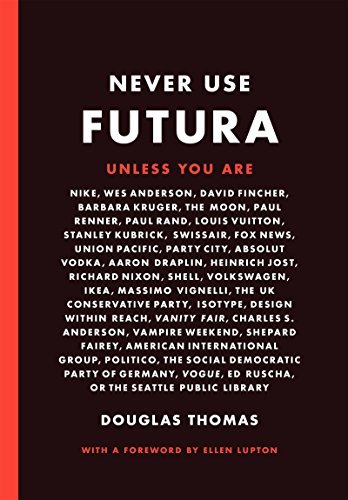 NEVER USE
FUTURA
UNLESS YOU ARE
NIKE, WES ANDERSON, DAVID FINCHER,
BARBARA KRUGER, THE MOON, PAUL
RENNER, PAUL RAND, LOUIS VUITTON,
STANLEY KUBRICK, SWISSAIR, FOX NEWS,
UNION PACIFIC, PARTY CITY, ABSOLUT
VODKA, AARON DRAPLIN, HEINRICH JOST,
RICHARD NIXON, SHELL, VOLKSWAGEN,
IKEA, MASSIMO VIGNELLI, THE UK
CONSERVATIVE PARTY, ISOTYPE, DESIGN
WITHIN REACH, VANITY FAIR, CHARLES S.
ANDERSON, VAMPIRE WEEKEND, SHEPARD
FAIREY, AMERICAN INTERNATIONAL
GROUP, POLITICO, THE SOCIAL DEMOCRATIC
PARTY OF GERMANY, VOGUE, ED RUSCHA,
OR THE SEATTLE PUBLIC LIBRARY
DOUGLAS THOMAS
WITH A FOREWORD BY ELLEN LUPTON